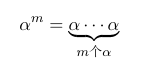 α^m = α ⋯ α
m个α